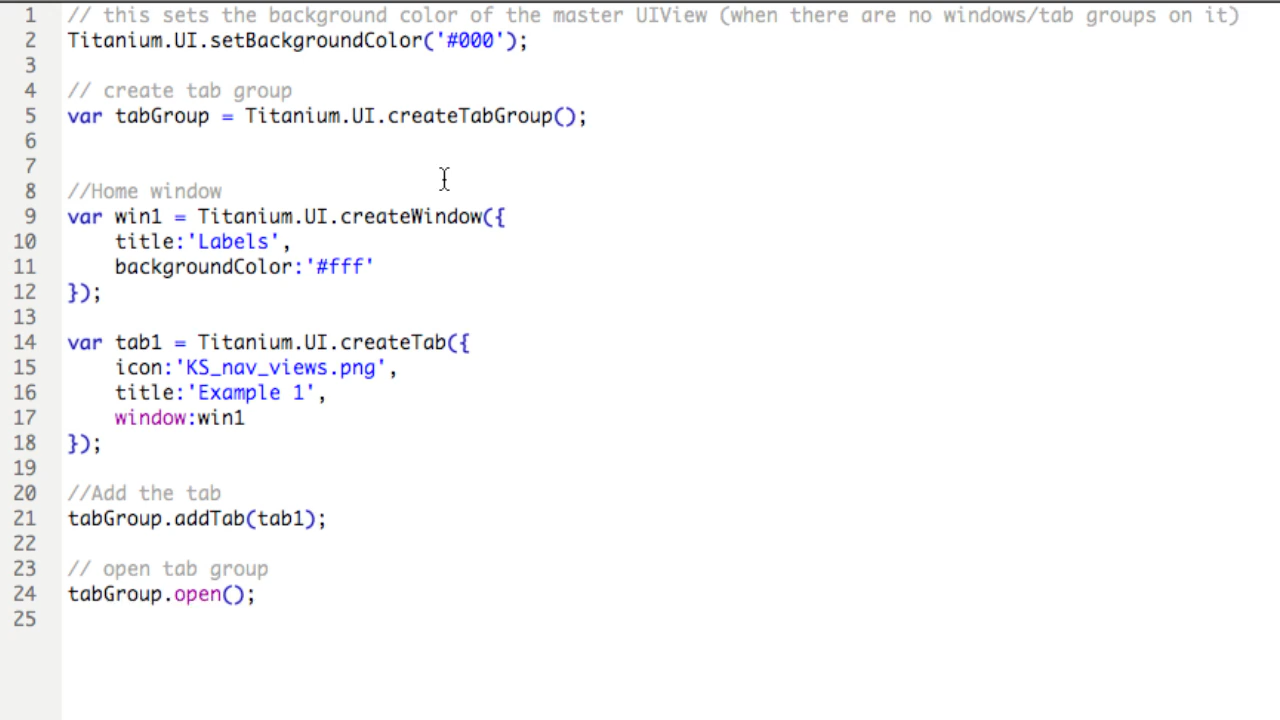 1 // this sets the background color of the master UIView (when there are no windows/tab groups on it)
2 Titanium.UI.setBackgroundColor('#000');
3
4 // create tab group
5 var tabGroup = Titanium.UI.createTabGroup();
6
7
8 //Home window
9 var win1 = Titanium.UI.createWindow({
10     title:'Labels',
11     backgroundColor:'#fff'
12 });
13
14 var tab1 = Titanium.UI.createTab({
15     icon:'KS_nav_views.png',
16     title:'Example 1',
17     window:win1
18 });
19
20 //Add the tab
21 tabGroup.addTab(tab1);
22
23 // open tab group
24 tabGroup.open();
25